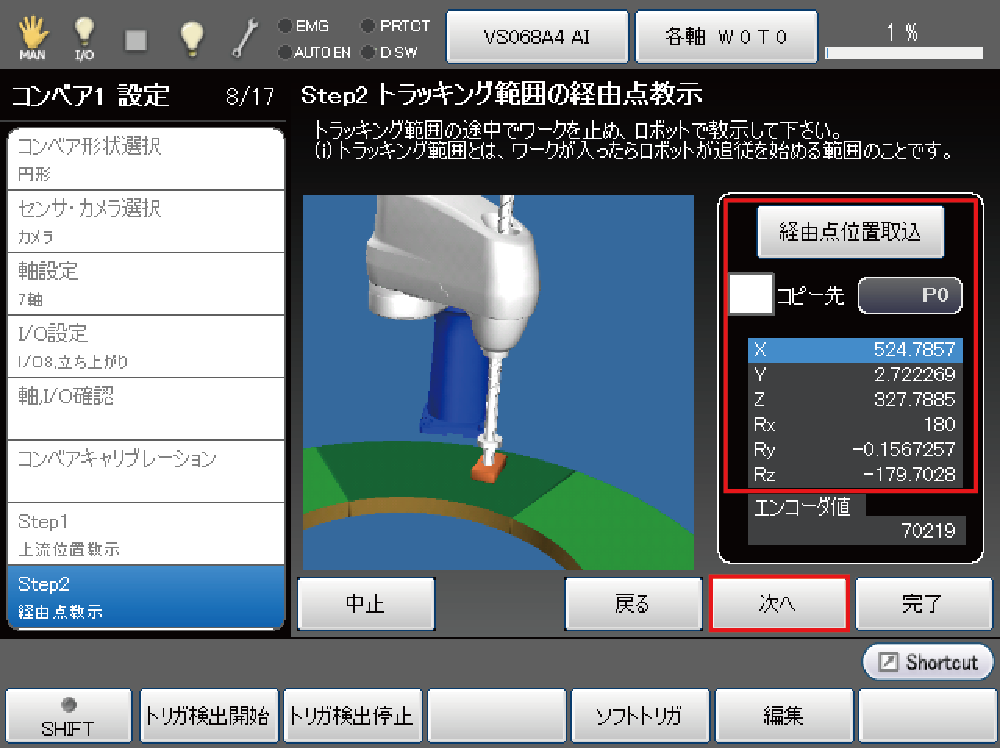 MAN
I/O
EMG
PRTCT
AUTO EN
D SW
VS068A4 AI
各軸 W0T0
1 %
コンベア1 設定 8/17
Step2 トラッキング範囲の経由点教示
トラッキング範囲の途中でワークを止め、ロボットで教示して下さい。
(i)トラッキング範囲とは、ワークが入ったらロボットが追従を始める範囲のことです。
コンベア形状選択
円形
センサ・カメラ選択
カメラ
軸設定
7軸
I/O設定
I/O8,立ち上がり
軸,I/O確認
コンベアキャリブレーション
Step1
上流位置教示
Step2
経由点教示
経由点位置取込
コピー先 P0
X 524.7857
Y 2.722269
Z 327.7885
Rx 180
Ry -0.1567257
Rz -179.7028
エンコーダ値
70219
中止
戻る
次へ
完了
Shortcut
SHIFT
トリガ検出開始
トリガ検出停止
ソフトトリガ
編集